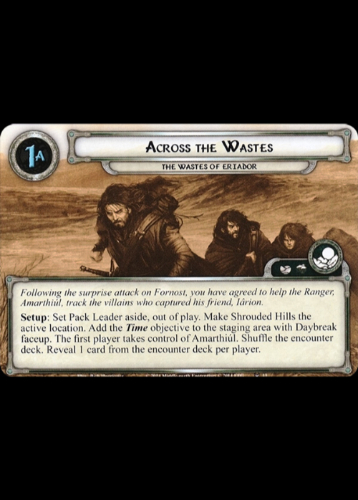 1A
ACROSS THE WASTES
THE WASTES OF ERIADOR
Following the surprise attack on Fornost, you have agreed to help the Ranger,
Amarthiúl, track the villains who captured his friend, Iârion.
Setup: Set Pack Leader aside, out of play. Make Shrouded Hills the
active location. Add the Time objective to the staging area with Daybreak
faceup. The first player takes control of Amarthiúl. Shuffle the encounter
deck. Reveal 1 card from the encounter deck per player.